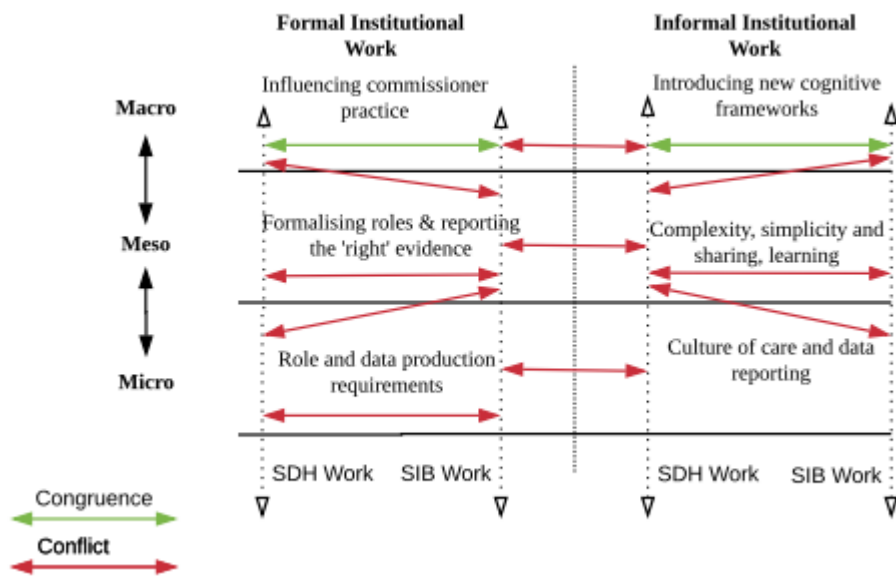 Formal Institutional
Work
Informal Institutional
Work
Influencing commissioner
practice
Introducing new cognitive
frameworks
Macro
Formalising roles & reporting
the 'right' evidence
Complexity, simplicity and
sharing, learning
Meso
Role and data production
requirements
Culture of care and data
reporting
Micro
SDH Work
SIB Work
SDH Work
SIB Work
Congruence
Conflict